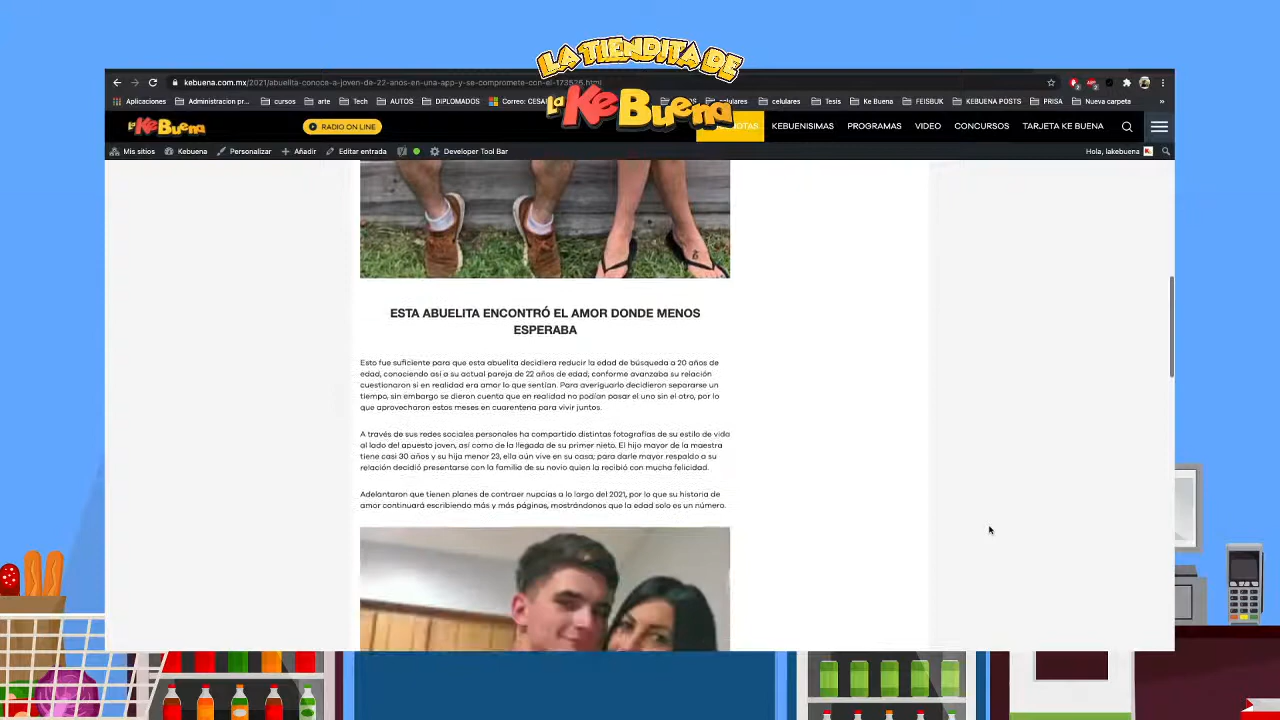 LA TIENDITA DE
LA KE BUENA
kebuena.com.mx/2021/abuelita-conoce-a-joven-de-22-anos-en-una-app-y-se-compromete-con-el-173526.html
Aplicaciones Administracion pr... cursos arte Tech AUTOS DIPLOMADOS Correo: CESA celulares celulares Tesis Ke Buena FEISBUK KEBUENA POSTS PRISA Nueva carpeta »
La Ke Buena RADIO ON LINE NOTAS KEBUENISIMAS PROGRAMAS VIDEO CONCURSOS TARJETA KE BUENA
Mis sitios Kebuena Personalizar Añadir Editar entrada Developer Tool Bar Hola, lakebuena
ESTA ABUELITA ENCONTRÓ EL AMOR DONDE MENOS
ESPERABA
Esto fue suficiente para que esta abuelita decidiera reducir la edad de búsqueda a 20 años de
edad, conociendo así a su actual pareja de 22 años de edad; conforme avanzaba su relación
cuestionaron si en realidad era amor lo que sentían. Para averiguarlo decidieron separarse un
tiempo, sin embargo se dieron cuenta que en realidad no podían pasar el uno sin el otro, por lo
que aprovecharon estos meses en cuarentena para vivir juntos.
A través de sus redes sociales personales ha compartido distintas fotografías de su estilo de vida
al lado del apuesto joven, así como de la llegada de su primer nieto. El hijo mayor de la maestra
tiene casi 30 años y su hija menor 23, ella aún vive en su casa; para darle mayor respaldo a su
relación decidió presentarse con la familia de su novio quien la recibió con mucha felicidad.
Adelantaron que tienen planes de contraer nupcias a lo largo del 2021, por lo que su historia de
amor continuará escribiendo más y más páginas, mostrándonos que la edad solo es un número.